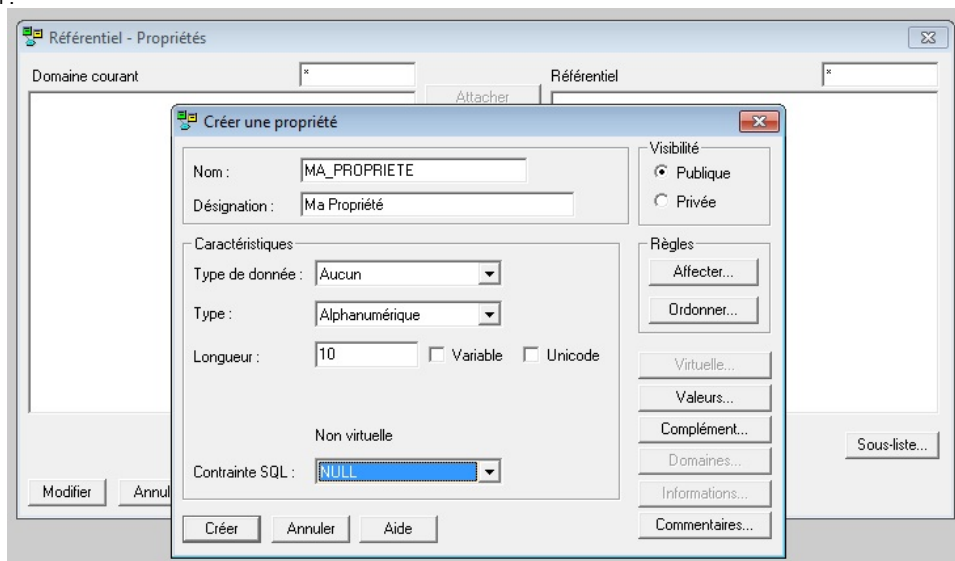 Référentiel - Propriétés
Domaine courant * Référentiel *
Attacher
Créer une propriété
Nom : MA_PROPRIETE
Désignation : Ma Propriété
Visibilité
Publique
Privée
Caractéristiques
Type de donnée : Aucun
Type : Alphanumérique
Longueur : 10 Variable Unicode
Non virtuelle
Contrainte SQL : NULL
Règles
Affecter...
Ordonner...
Virtuelle...
Valeurs...
Complément...
Domaines...
Informations...
Commentaires...
Créer Annuler Aide
Sous-liste...
Modifier Annul